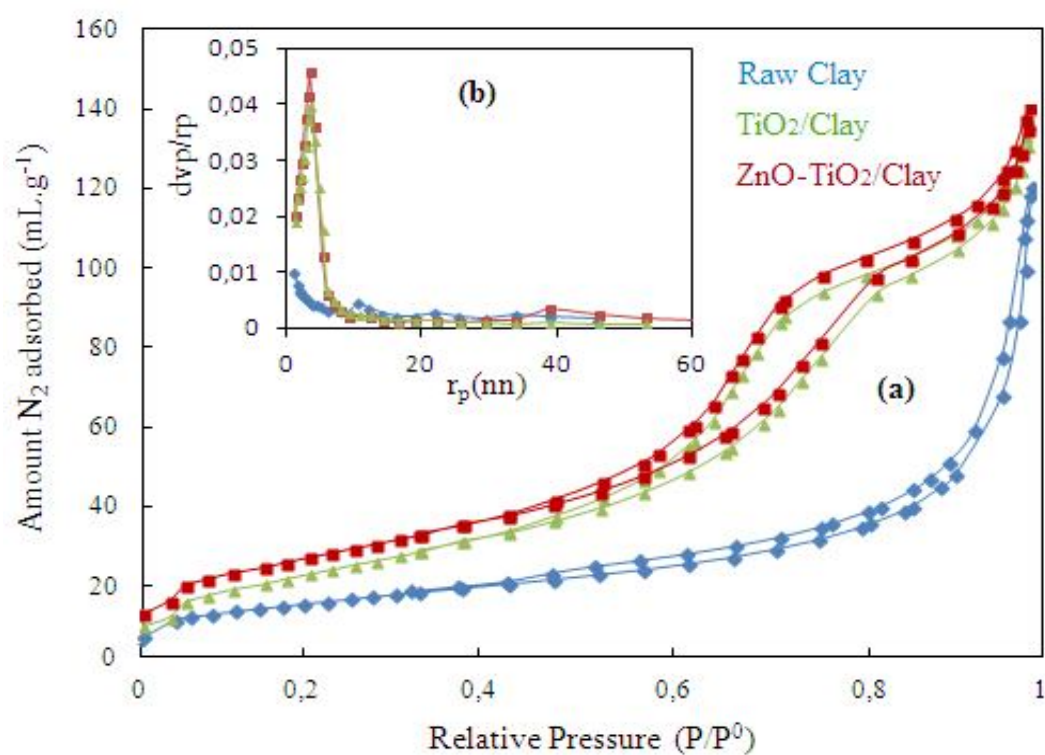 160
140
120
100
80
60
40
20
0
Amount N₂ adsorbed (mL.g⁻¹)
0
0,2
0,4
0,6
0,8
1
Relative Pressure (P/P⁰)
(a)
Raw Clay
TiO₂/Clay
ZnO-TiO₂/Clay
0,05
0,04
0,03
0,02
0,01
0
dvp/rp
(b)
0
20
40
60
rₚ(nn)